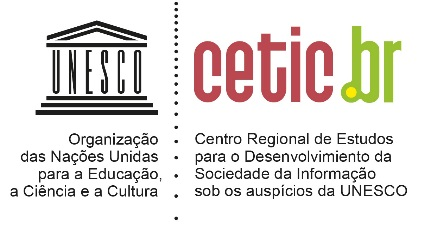 UNESCO
Organização
das Nações Unidas
para a Educação,
a Ciência e a Cultura
cetic.br
Centro Regional de Estudos
para o Desenvolvimiento da
Sociedade da Informação
sob os auspícios da UNESCO